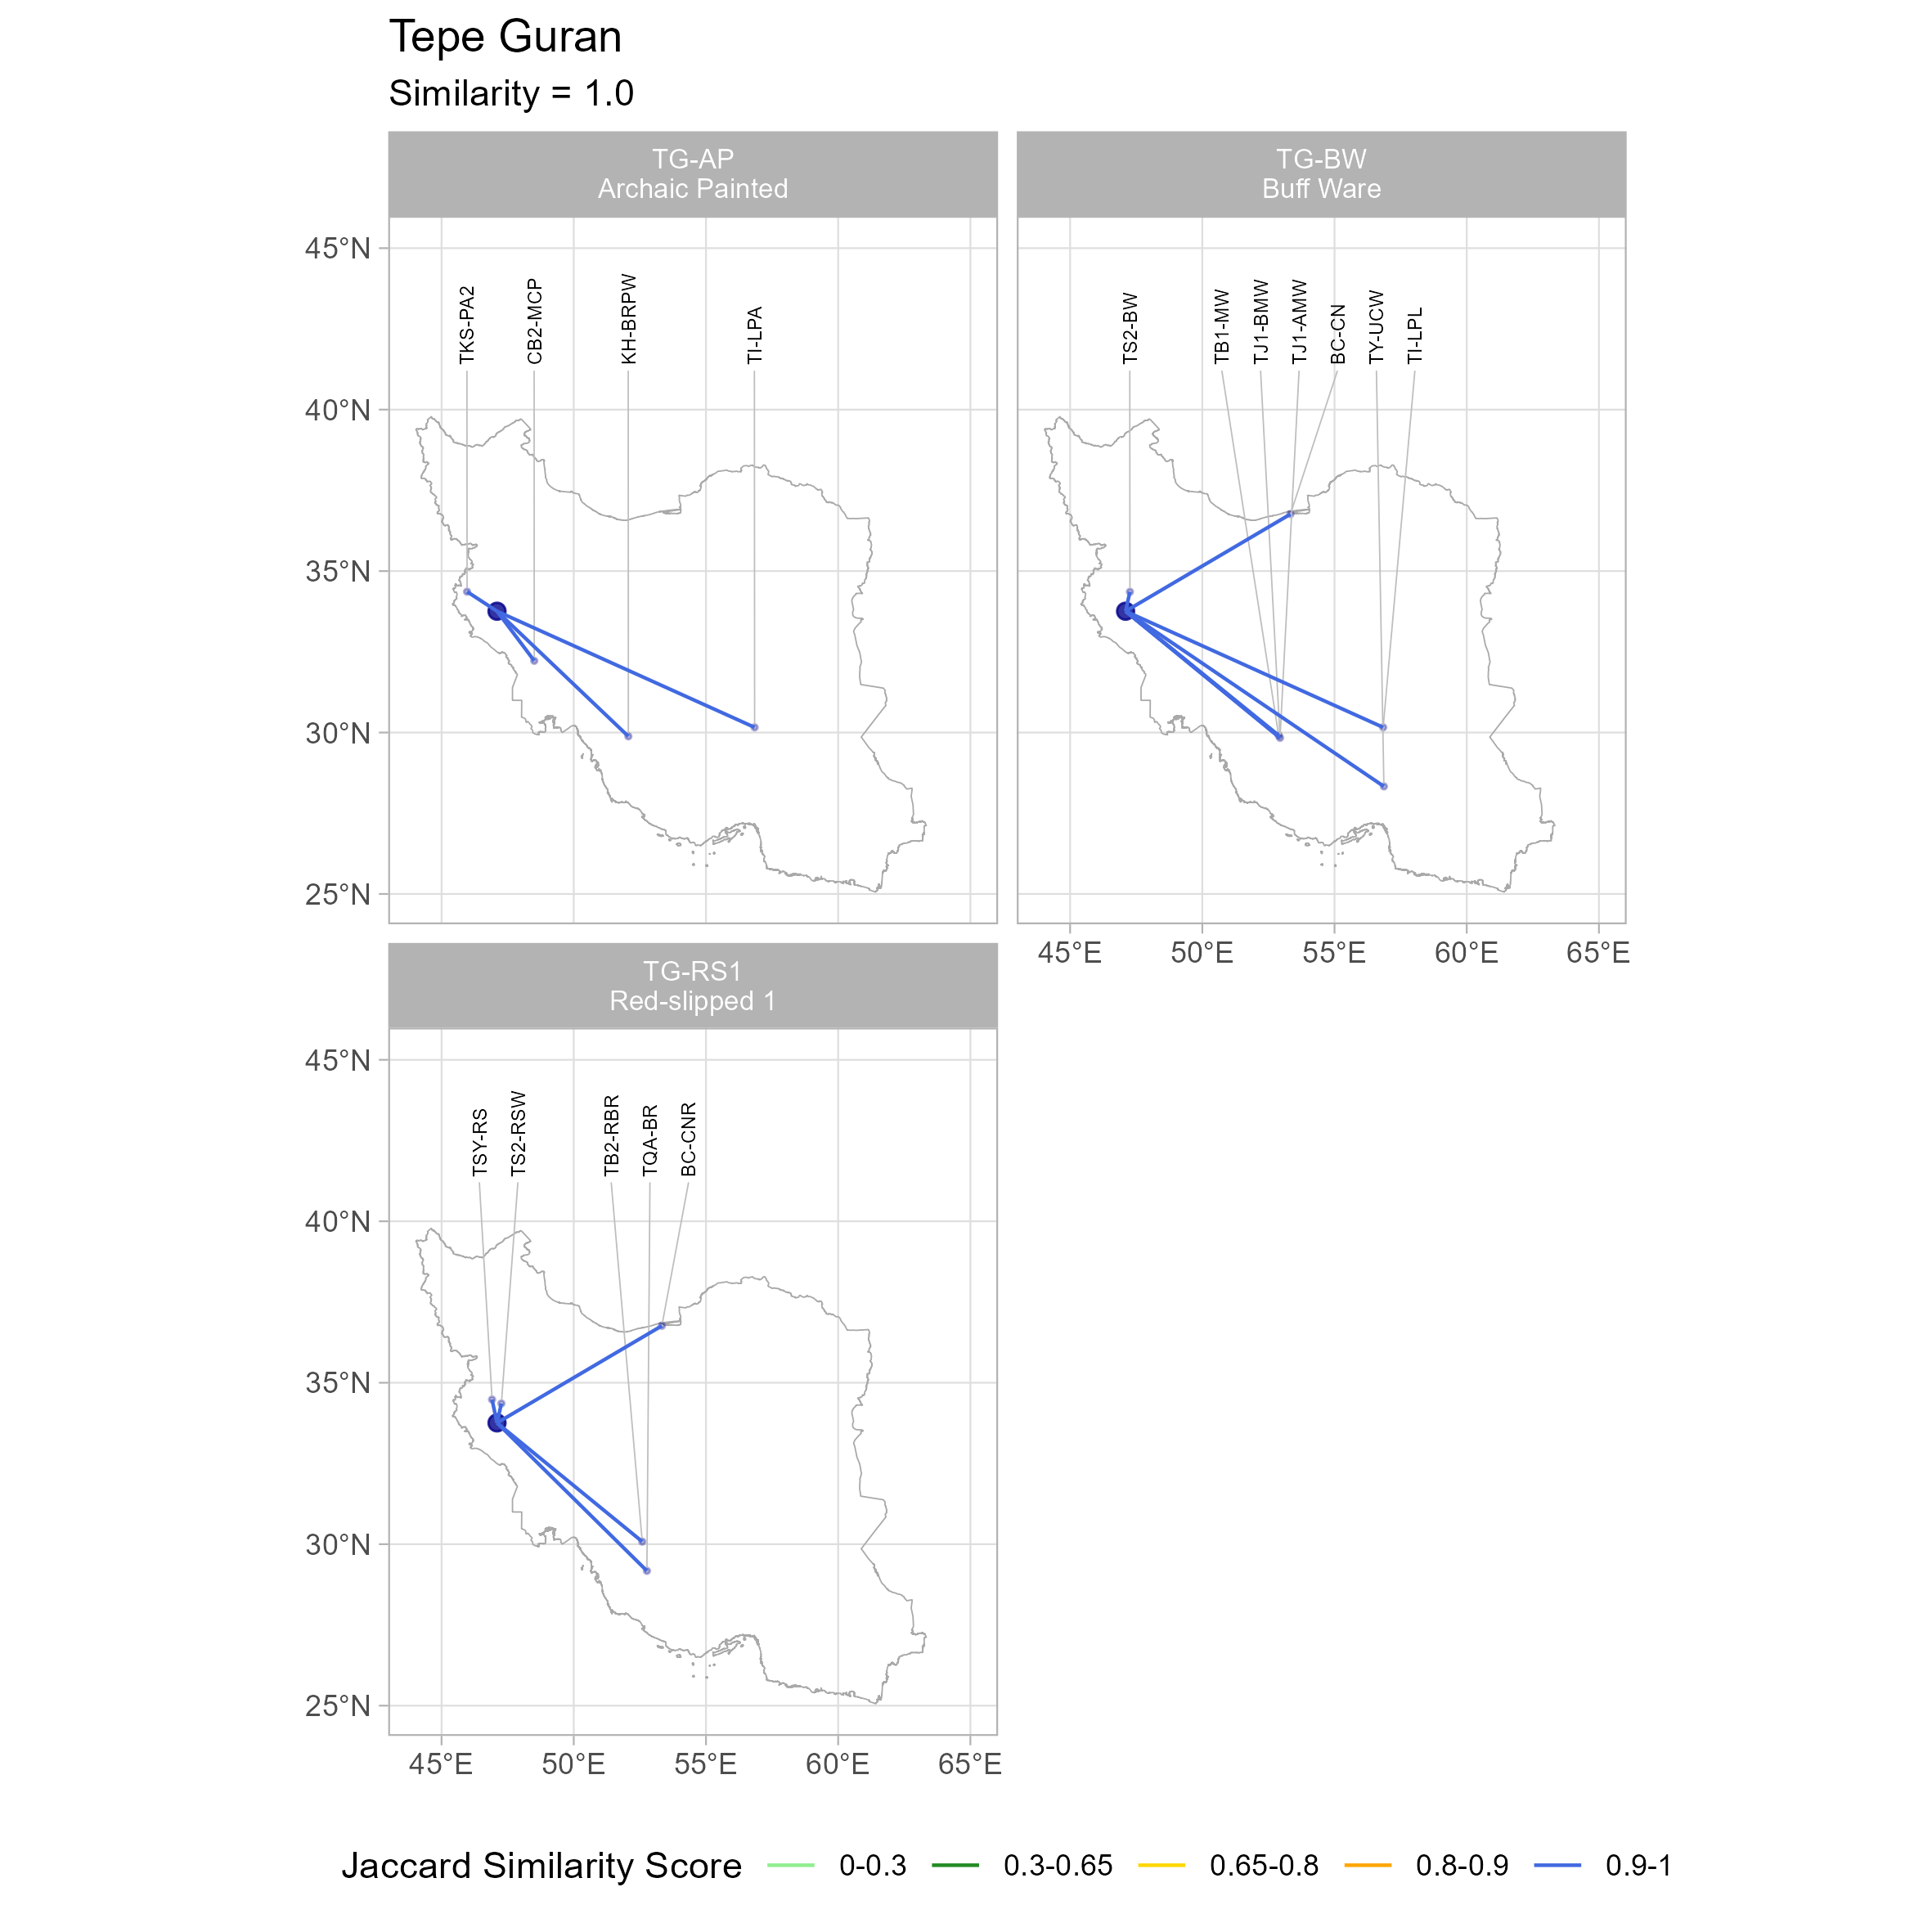 Tepe Guran
Similarity = 1.0
TG-AP
Archaic Painted
45°N
40°N
35°N
30°N
25°N
TKS-PA2
CB2-MCP
KH-BRPW
TI-LPA
TG-BW
Buff Ware
TS2-BW
TB1-MW
TJ1-BMW
TJ1-AMW
BC-CN
TY-UCW
TI-LPL
45°E 50°E 55°E 60°E 65°E
TG-RS1
Red-slipped 1
45°N
40°N
35°N
30°N
25°N
TSY-RS
TS2-RSW
TB2-RBR
TQA-BR
BC-CNR
45°E 50°E 55°E 60°E 65°E
Jaccard Similarity Score 0-0.3 0.3-0.65 0.65-0.8 0.8-0.9 0.9-1